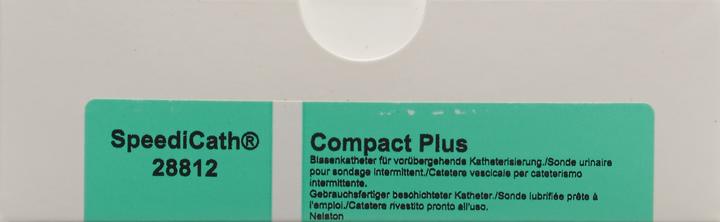 SpeediCath®
28812
Compact Plus
Blasenkatheter für vorübergehende Katheterisierung./Sonde urinaire
pour sondage intermittent./Catetere vescicale per cateterismo
intermittente.
Gebrauchsfertiger beschichteter Katheter./Sonde lubrifiée prête à
l'emploi./Catetere rivestito pronto all'uso.
Nelaton